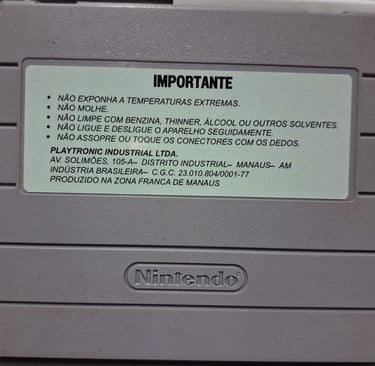 IMPORTANTE
• NÃO EXPONHA A TEMPERATURAS EXTREMAS.
• NÃO MOLHE.
• NÃO LIMPE COM BENZINA, THINNER, ÁLCOOL OU OUTROS SOLVENTES.
• NÃO LIGUE E DESLIGUE O APARELHO SEGUIDAMENTE.
• NÃO ASSOPRE OU TOQUE OS CONECTORES COM OS DEDOS.
PLAYTRONIC INDUSTRIAL LTDA.
AV. SOLIMÕES, 105-A– DISTRITO INDUSTRIAL– MANAUS– AM
INDÚSTRIA BRASILEIRA– C.G.C. 23.010.804/0001-77
PRODUZIDO NA ZONA FRANCA DE MANAUS
Nintendo